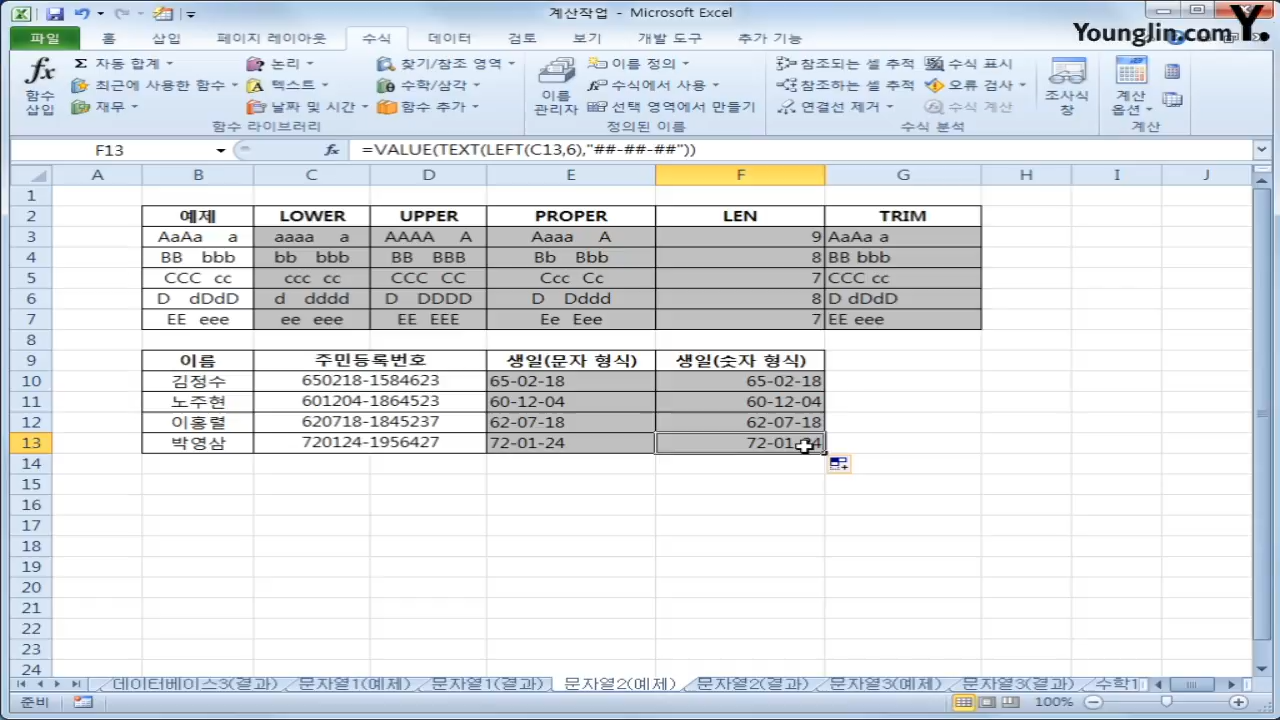 계산작업 - Microsoft Excel
Younglin.com Y.
파일 홈 삽입 페이지 레이아웃 수식 데이터 검토 보기 개발 도구 추가 기능
fx Σ 자동 합계 논리 찾기/참조 영역 이름 정의 참조되는 셀 추적 수식 표시
함수 삽입 최근에 사용한 함수 텍스트 수학/삼각 이름 관리자 수식에서 사용 참조하는 셀 추적 오류 검사 조사식 창 계산 옵션
재무 날짜 및 시간 함수 추가 선택 영역에서 만들기 연결선 제거 수식 계산
함수 라이브러리 정의된 이름 수식 분석 계산
F13 fx =VALUE(TEXT(LEFT(C13,6),"##-##-##"))
A B C D E F G H I J
1
2 예제 LOWER UPPER PROPER LEN TRIM
3 AaAa a aaaa a AAAA A Aaaa A 9 AaAa a
4 BB bbb bb bbb BB BBB Bb Bbb 8 BB bbb
5 CCC cc ccc cc CCC CC Ccc Cc 7 CCC cc
6 D dDdD d dddd D DDDD D Dddd 8 D dDdD
7 EE eee ee eee EE EEE Ee Eee 7 EE eee
8
9 이름 주민등록번호 생일(문자 형식) 생일(숫자 형식)
10 김정수 650218-1584623 65-02-18 65-02-18
11 노주현 601204-1864523 60-12-04 60-12-04
12 이홍렬 620718-1845237 62-07-18 62-07-18
13 박영삼 720124-1956427 72-01-24 72-01-24
14
15
16
17
18
19
20
21
22
23
24
데이터베이스3(결과) 문자열1(예제) 문자열1(결과) 문자열2(예제) 문자열2(결과) 문자열3(예제) 문자열3(결과) 수학1
준비 100%